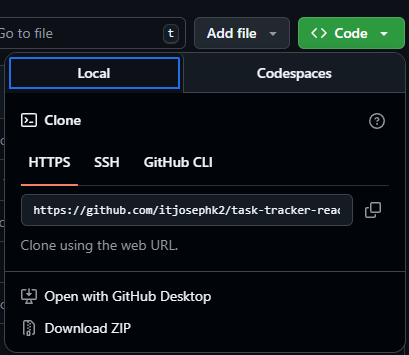 Go to file t Add file Code
Local Codespaces
Clone
HTTPS SSH GitHub CLI
https://github.com/itjosephk2/task-tracker-reac
Clone using the web URL.
Open with GitHub Desktop
Download ZIP